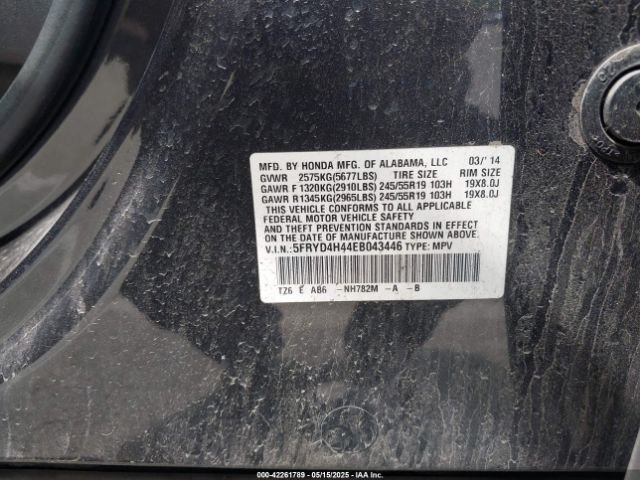 MFD. BY HONDA MFG. OF ALABAMA, LLC 03/'14
GVWR 2575KG(5677LBS) TIRE SIZE RIM SIZE
GAWR F 1320KG(2910LBS) 245/55R19 103H 19X8.0J
GAWR R1345KG(2965LBS) 245/55R19 103H 19X8.0J
THIS VEHICLE CONFORMS TO ALL APPLICABLE
FEDERAL MOTOR VEHICLE SAFETY
AND THEFT PREVENTION STANDARDS IN EFFECT
ON THE DATE OF MANUFACTURE SHOWN ABOVE.
V.I.N.:5FRYD4H44EB043446 TYPE: MPV
TZ6 E AB6 -NH782M -A -B
000-42261789 - 05/15/2025 - IAA Inc.